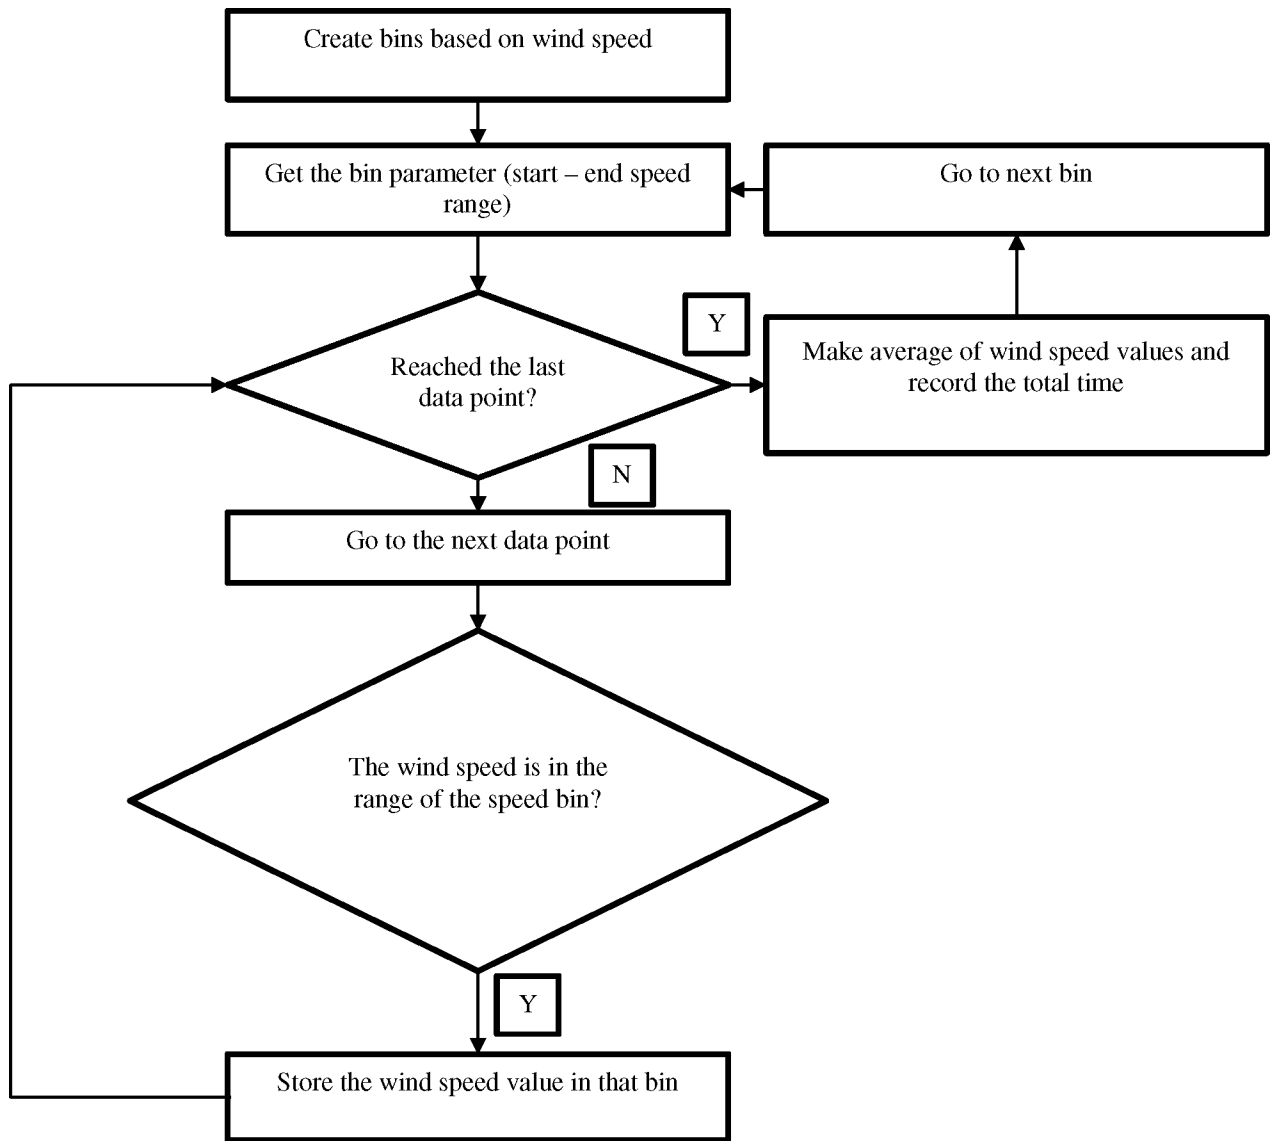 Create bins based on wind speed
Get the bin parameter (start – end speed
range)
Go to next bin
Y
Reached the last
data point?
Make average of wind speed values and
record the total time
N
Go to the next data point
The wind speed is in the
range of the speed bin?
Y
Store the wind speed value in that bin